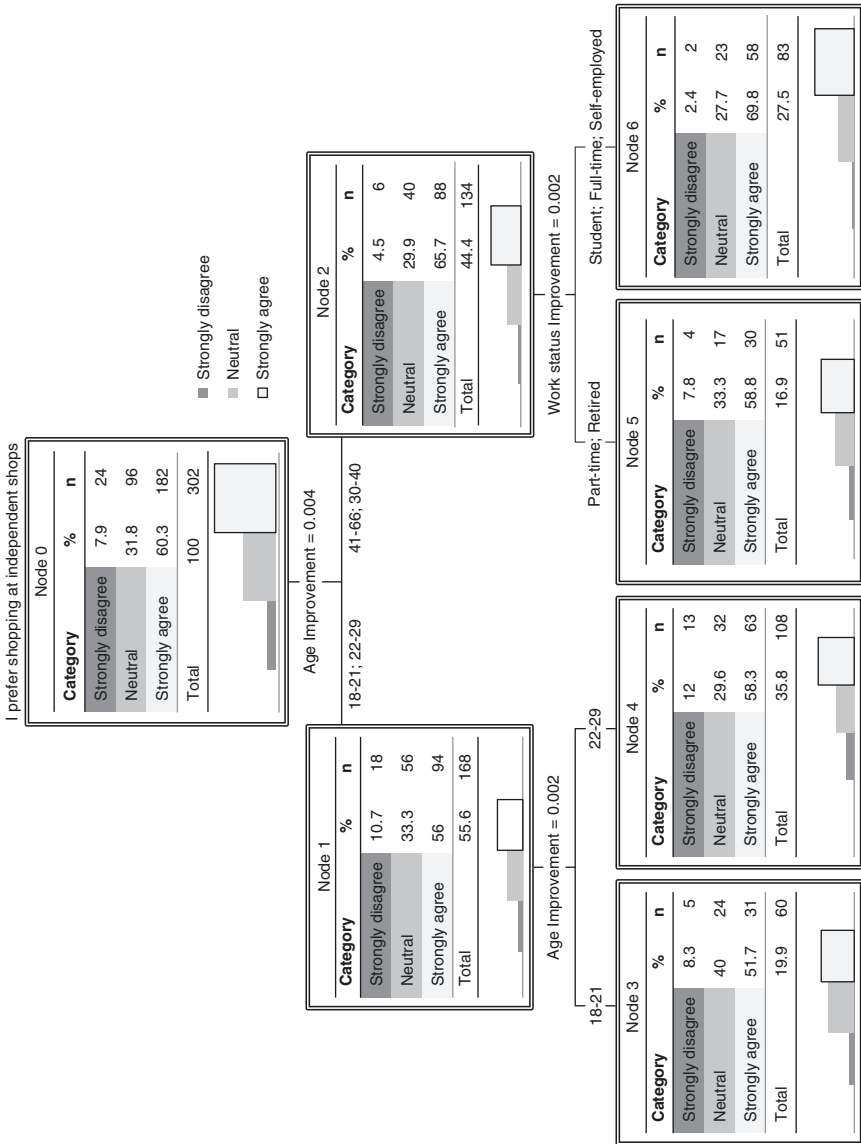 I prefer shopping at independent shops
Node 0
Category % n
Strongly disagree 7.9 24
Neutral 31.8 96
Strongly agree 60.3 182
Total 100 302
Strongly disagree
Neutral
Strongly agree
Age Improvement = 0.004
18-21; 22-29
41-66; 30-40
Node 1
Category % n
Strongly disagree 10.7 18
Neutral 33.3 56
Strongly agree 56 94
Total 55.6 168
Node 2
Category % n
Strongly disagree 4.5 6
Neutral 29.9 40
Strongly agree 65.7 88
Total 44.4 134
Age Improvement = 0.002
18-21
22-29
Work status Improvement = 0.002
Part-time; Retired
Student; Full-time; Self-employed
Node 3
Category % n
Strongly disagree 8.3 5
Neutral 40 24
Strongly agree 51.7 31
Total 19.9 60
Node 4
Category % n
Strongly disagree 12 13
Neutral 29.6 32
Strongly agree 58.3 63
Total 35.8 108
Node 5
Category % n
Strongly disagree 7.8 4
Neutral 33.3 17
Strongly agree 58.8 30
Total 16.9 51
Node 6
Category % n
Strongly disagree 2.4 2
Neutral 27.7 23
Strongly agree 69.8 58
Total 27.5 83